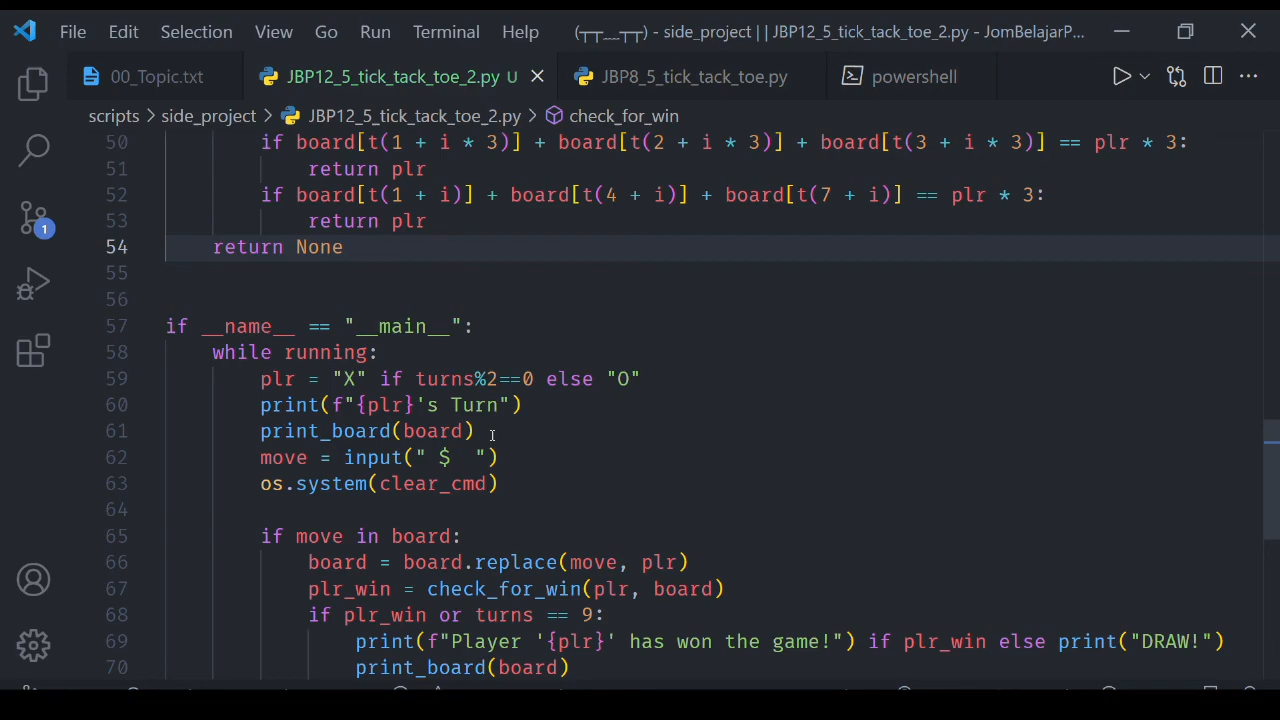 File Edit Selection View Go Run Terminal Help (┬┬﹏┬┬) - side_project | | JBP12_5_tick_tack_toe_2.py - JomBelajarP...
00_Topic.txt JBP12_5_tick_tack_toe_2.py U JBP8_5_tick_tack_toe.py powershell
scripts > side_project > JBP12_5_tick_tack_toe_2.py > check_for_win
50 if board[t(1 + i * 3)] + board[t(2 + i * 3)] + board[t(3 + i * 3)] == plr * 3:
51 return plr
52 if board[t(1 + i)] + board[t(4 + i)] + board[t(7 + i)] == plr * 3:
53 return plr
54 return None
55
56
57 if __name__ == "__main__":
58 while running:
59 plr = "X" if turns%2==0 else "O"
60 print(f"{plr}'s Turn")
61 print_board(board)
62 move = input(" $  ")
63 os.system(clear_cmd)
64
65 if move in board:
66 board = board.replace(move, plr)
67 plr_win = check_for_win(plr, board)
68 if plr_win or turns == 9:
69 print(f"Player '{plr}' has won the game!") if plr_win else print("DRAW!")
70 print_board(board)
1